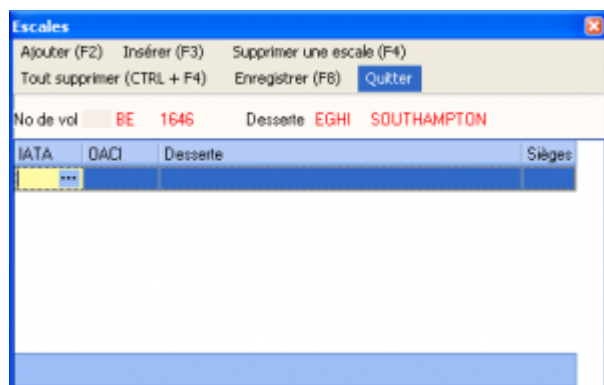 Escales
Ajouter (F2) Insérer (F3) Supprimer une escale (F4)
Tout supprimer (CTRL + F4) Enregistrer (F8) Quitter
No de vol BE 1646 Desserte EGHI SOUTHAMPTON
IATA OACI Desserte Sièges
...